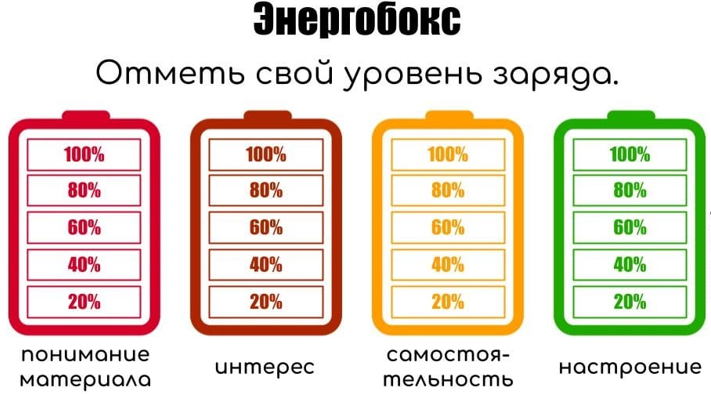 Энергобокс
Отметь свой уровень заряда.
100%
80%
60%
40%
20%
понимание
материала
100%
80%
60%
40%
20%
интерес
100%
80%
60%
40%
20%
самостоя-
тельность
100%
80%
60%
40%
20%
настроение